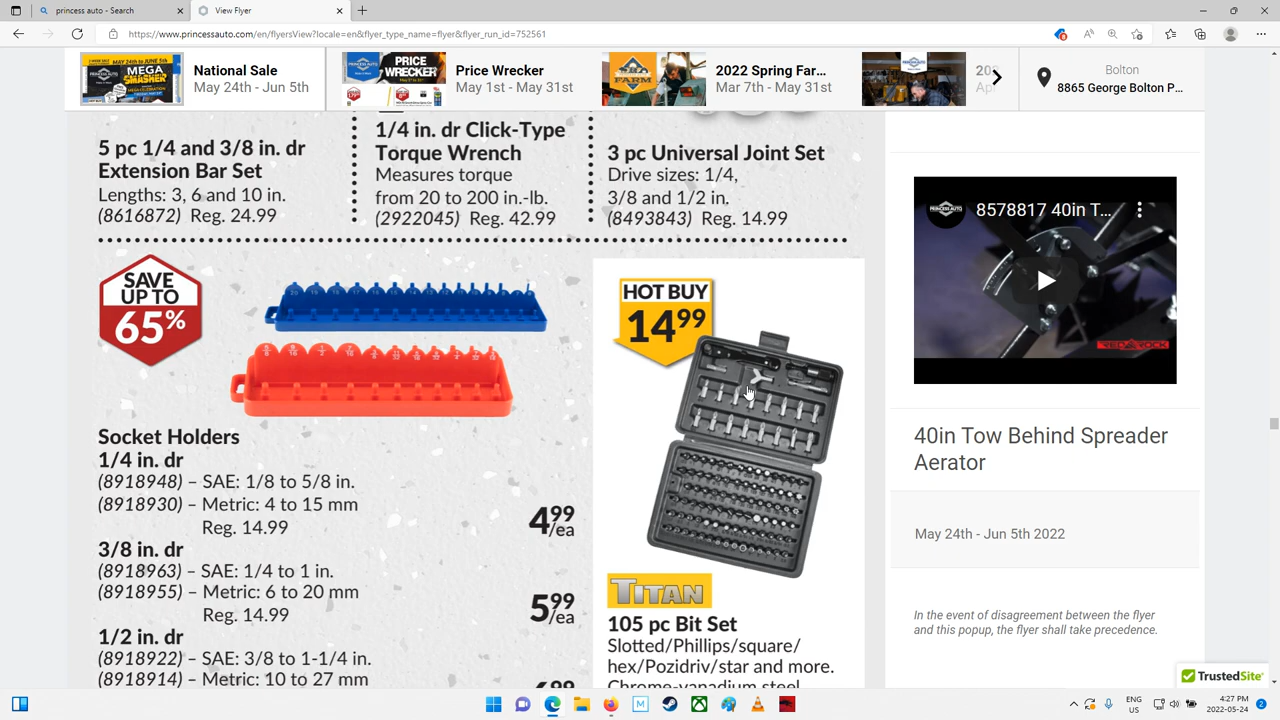 princess auto - Search
View Flyer
https://www.princessauto.com/en/flyersView?locale=en&flyer_type_name=flyer&flyer_run_id=752561
National Sale
May 24th - Jun 5th
Price Wrecker
May 1st - May 31st
2022 Spring Far...
Mar 7th - May 31st
Bolton
8865 George Bolton P...
5 pc 1/4 and 3/8 in. dr
Extension Bar Set
Lengths: 3, 6 and 10 in.
(8616872) Reg. 24.99
1/4 in. dr Click-Type
Torque Wrench
Measures torque
from 20 to 200 in.-lb.
(2922045) Reg. 42.99
3 pc Universal Joint Set
Drive sizes: 1/4,
3/8 and 1/2 in.
(8493843) Reg. 14.99
SAVE
UP TO
65%
Socket Holders
1/4 in. dr
(8918948) – SAE: 1/8 to 5/8 in.
(8918930) – Metric: 4 to 15 mm
Reg. 14.99
4.99
/ea
3/8 in. dr
(8918963) – SAE: 1/4 to 1 in.
(8918955) – Metric: 6 to 20 mm
Reg. 14.99
5.99
/ea
1/2 in. dr
(8918922) – SAE: 3/8 to 1-1/4 in.
(8918914) – Metric: 10 to 27 mm
HOT BUY
14.99
TITAN
105 pc Bit Set
Slotted/Phillips/square/
hex/Pozidriv/star and more.
Chrome-vanadium steel
8578817 40in T...
RED ROCK
40in Tow Behind Spreader
Aerator
May 24th - Jun 5th 2022
In the event of disagreement between the flyer
and this popup, the flyer shall take precedence.
TrustedSite
ENG
US
4:27 PM
2022-05-24